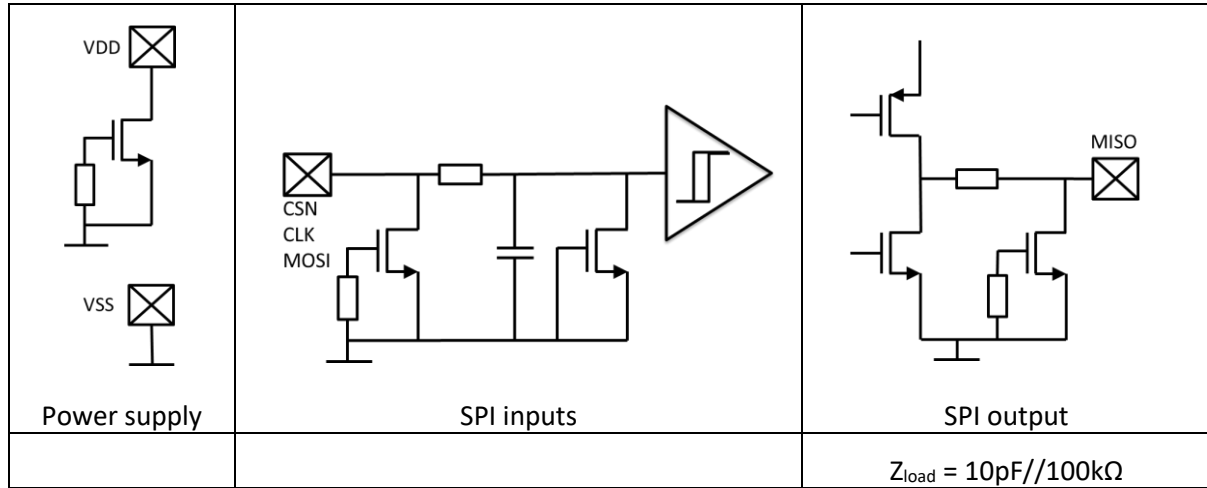 VDD
VSS
Power supply
CSN
CLK
MOSI
SPI inputs
MISO
SPI output
Zload = 10pF//100kΩ